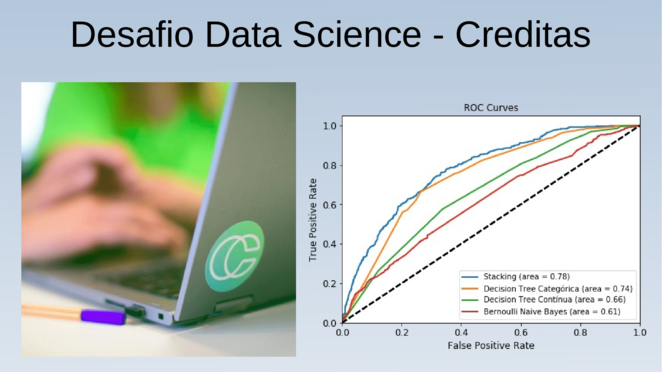 Desafio Data Science - Creditas
ROC Curves
True Positive Rate
1.0
0.8
0.6
0.4
0.2
0.0
Stacking (area = 0.78)
Decision Tree Categórica (area = 0.74)
Decision Tree Contínua (area = 0.66)
Bernoulli Naive Bayes (area = 0.61)
0.0 0.2 0.4 0.6 0.8 1.0
False Positive Rate